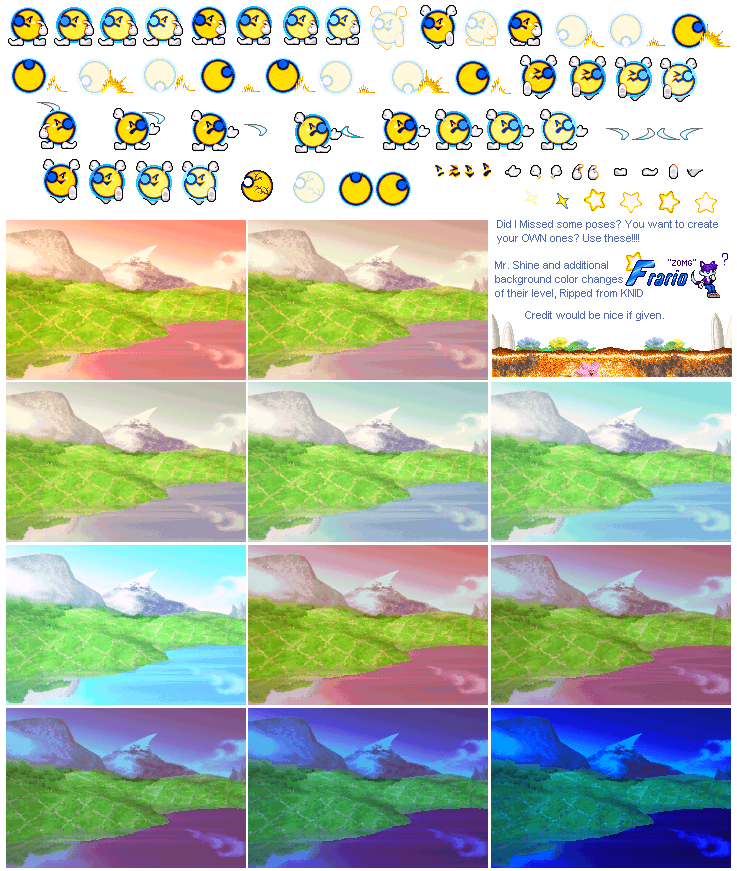 Did I Missed some poses? You want to create
your OWN ones? Use these!!!!
Mr. Shine and additional
background color changes
of their level, Ripped from KNID
Frario
"ZOMG"
?
Credit would be nice if given.